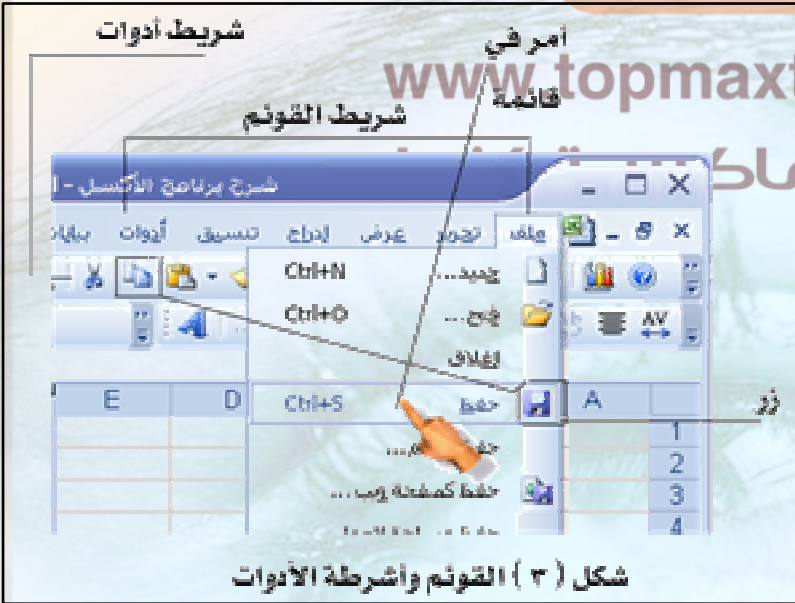 شريط أدوات
أمر في
قائمة
www.topmaxt
شريط القوائم
شرح برنامج الأكسل -
ملف تحرير عرض إدراج تنسيق أدوات بيانات
جديد... Ctrl+N
فتح... Ctrl+O
إغلاق
حفظ Ctrl+S
زر
A D E
1
حفظ
2
حفظ كصفحة ويب...
3
4
شكل ( ٣ ) القوائم وأشرطة الأدوات